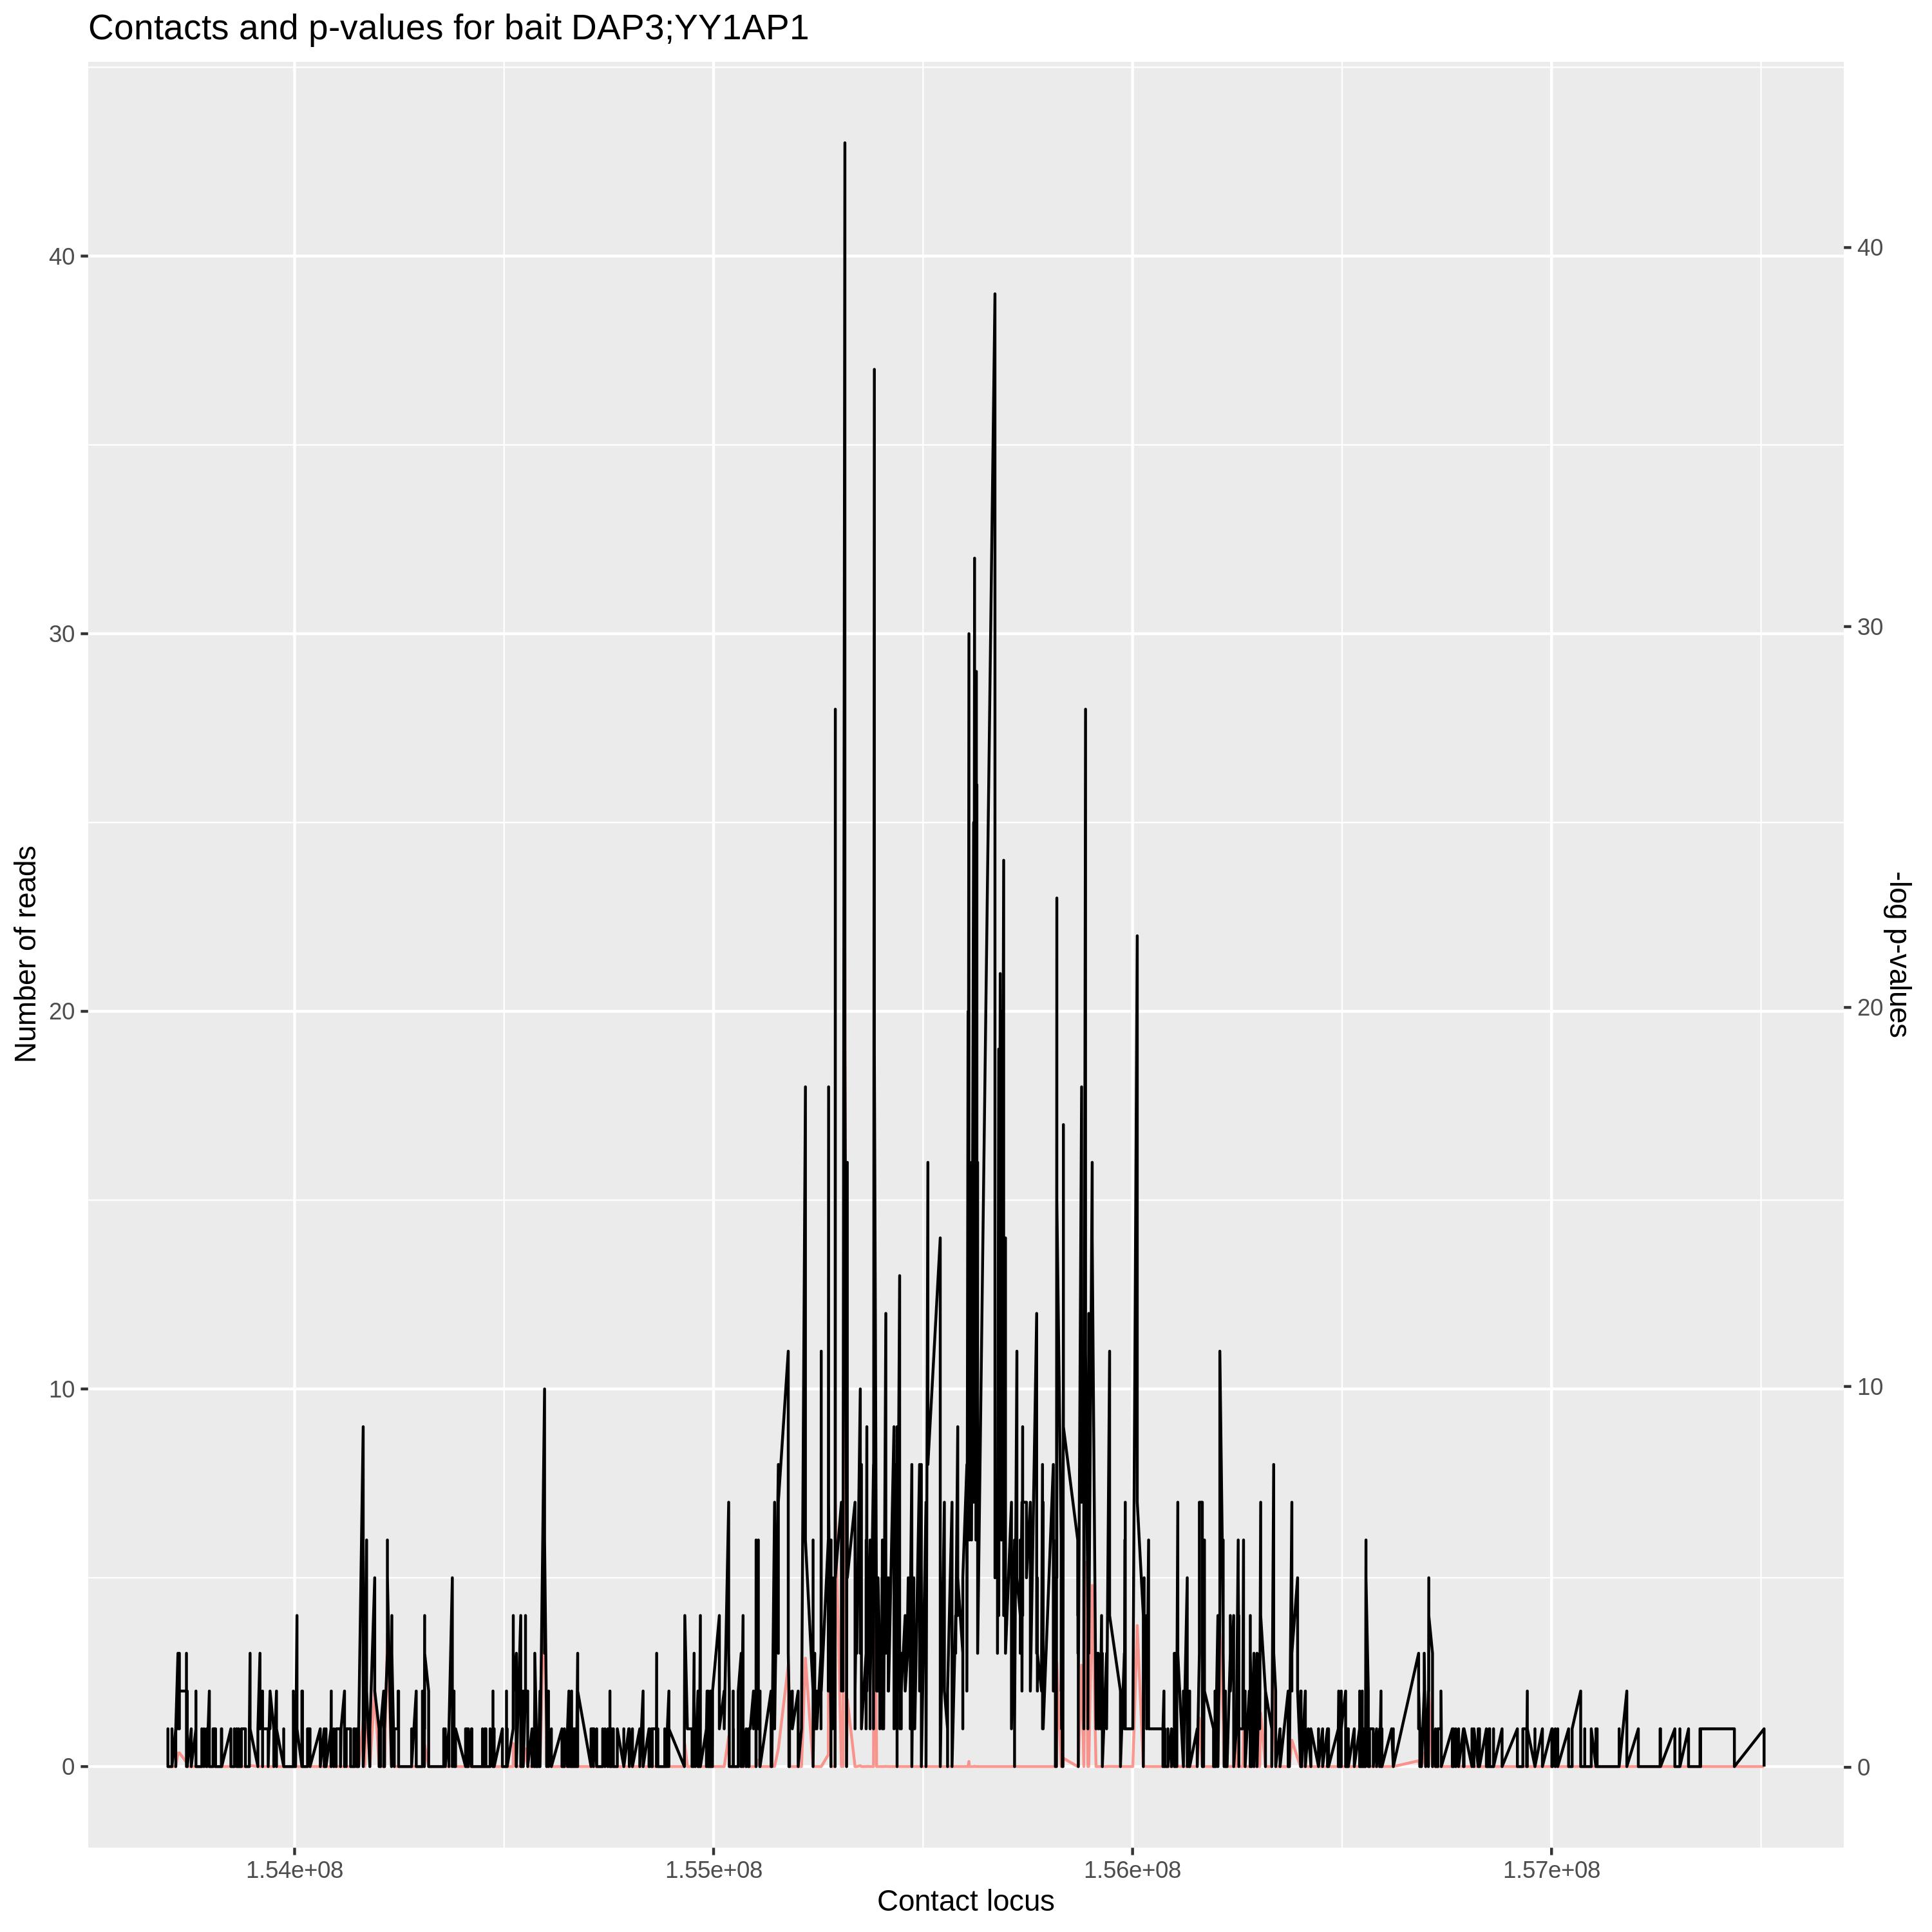 Contacts and p-values for bait DAP3;YY1AP1
40
30
20
10
0
40
30
20
10
0
Number of reads
-log p-values
1.54e+08
1.55e+08
1.56e+08
1.57e+08
Contact locus